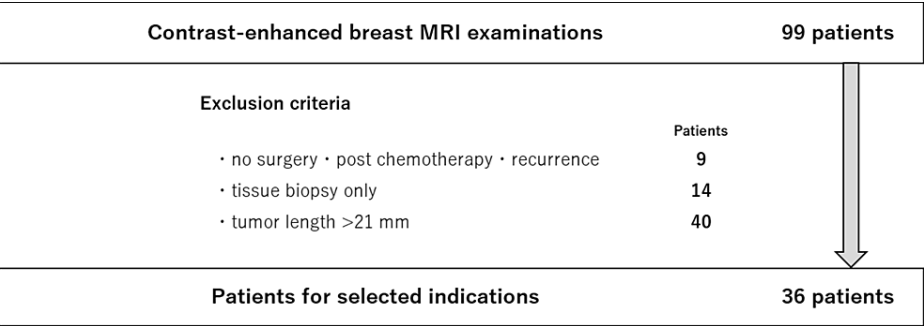 Contrast-enhanced breast MRI examinations 99 patients
Exclusion criteria
Patients
・no surgery・post chemotherapy・recurrence 9
・tissue biopsy only 14
・tumor length >21 mm 40
Patients for selected indications 36 patients